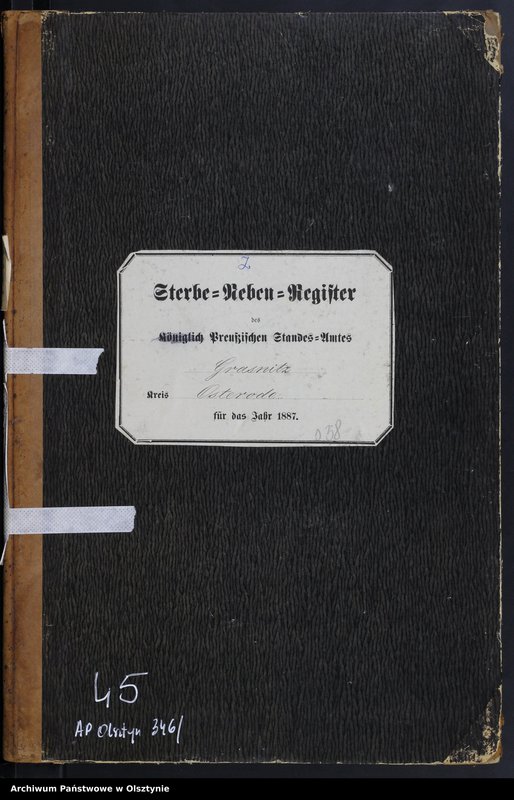 2
Sterbe=Neben=Register
des
Königlich Preußischen Standes=Amtes
Grasnitz
Kreis Osterode
für das Jahr 1887.
258
45
AP Olsztyn 346/
Archiwum Państwowe w Olsztynie